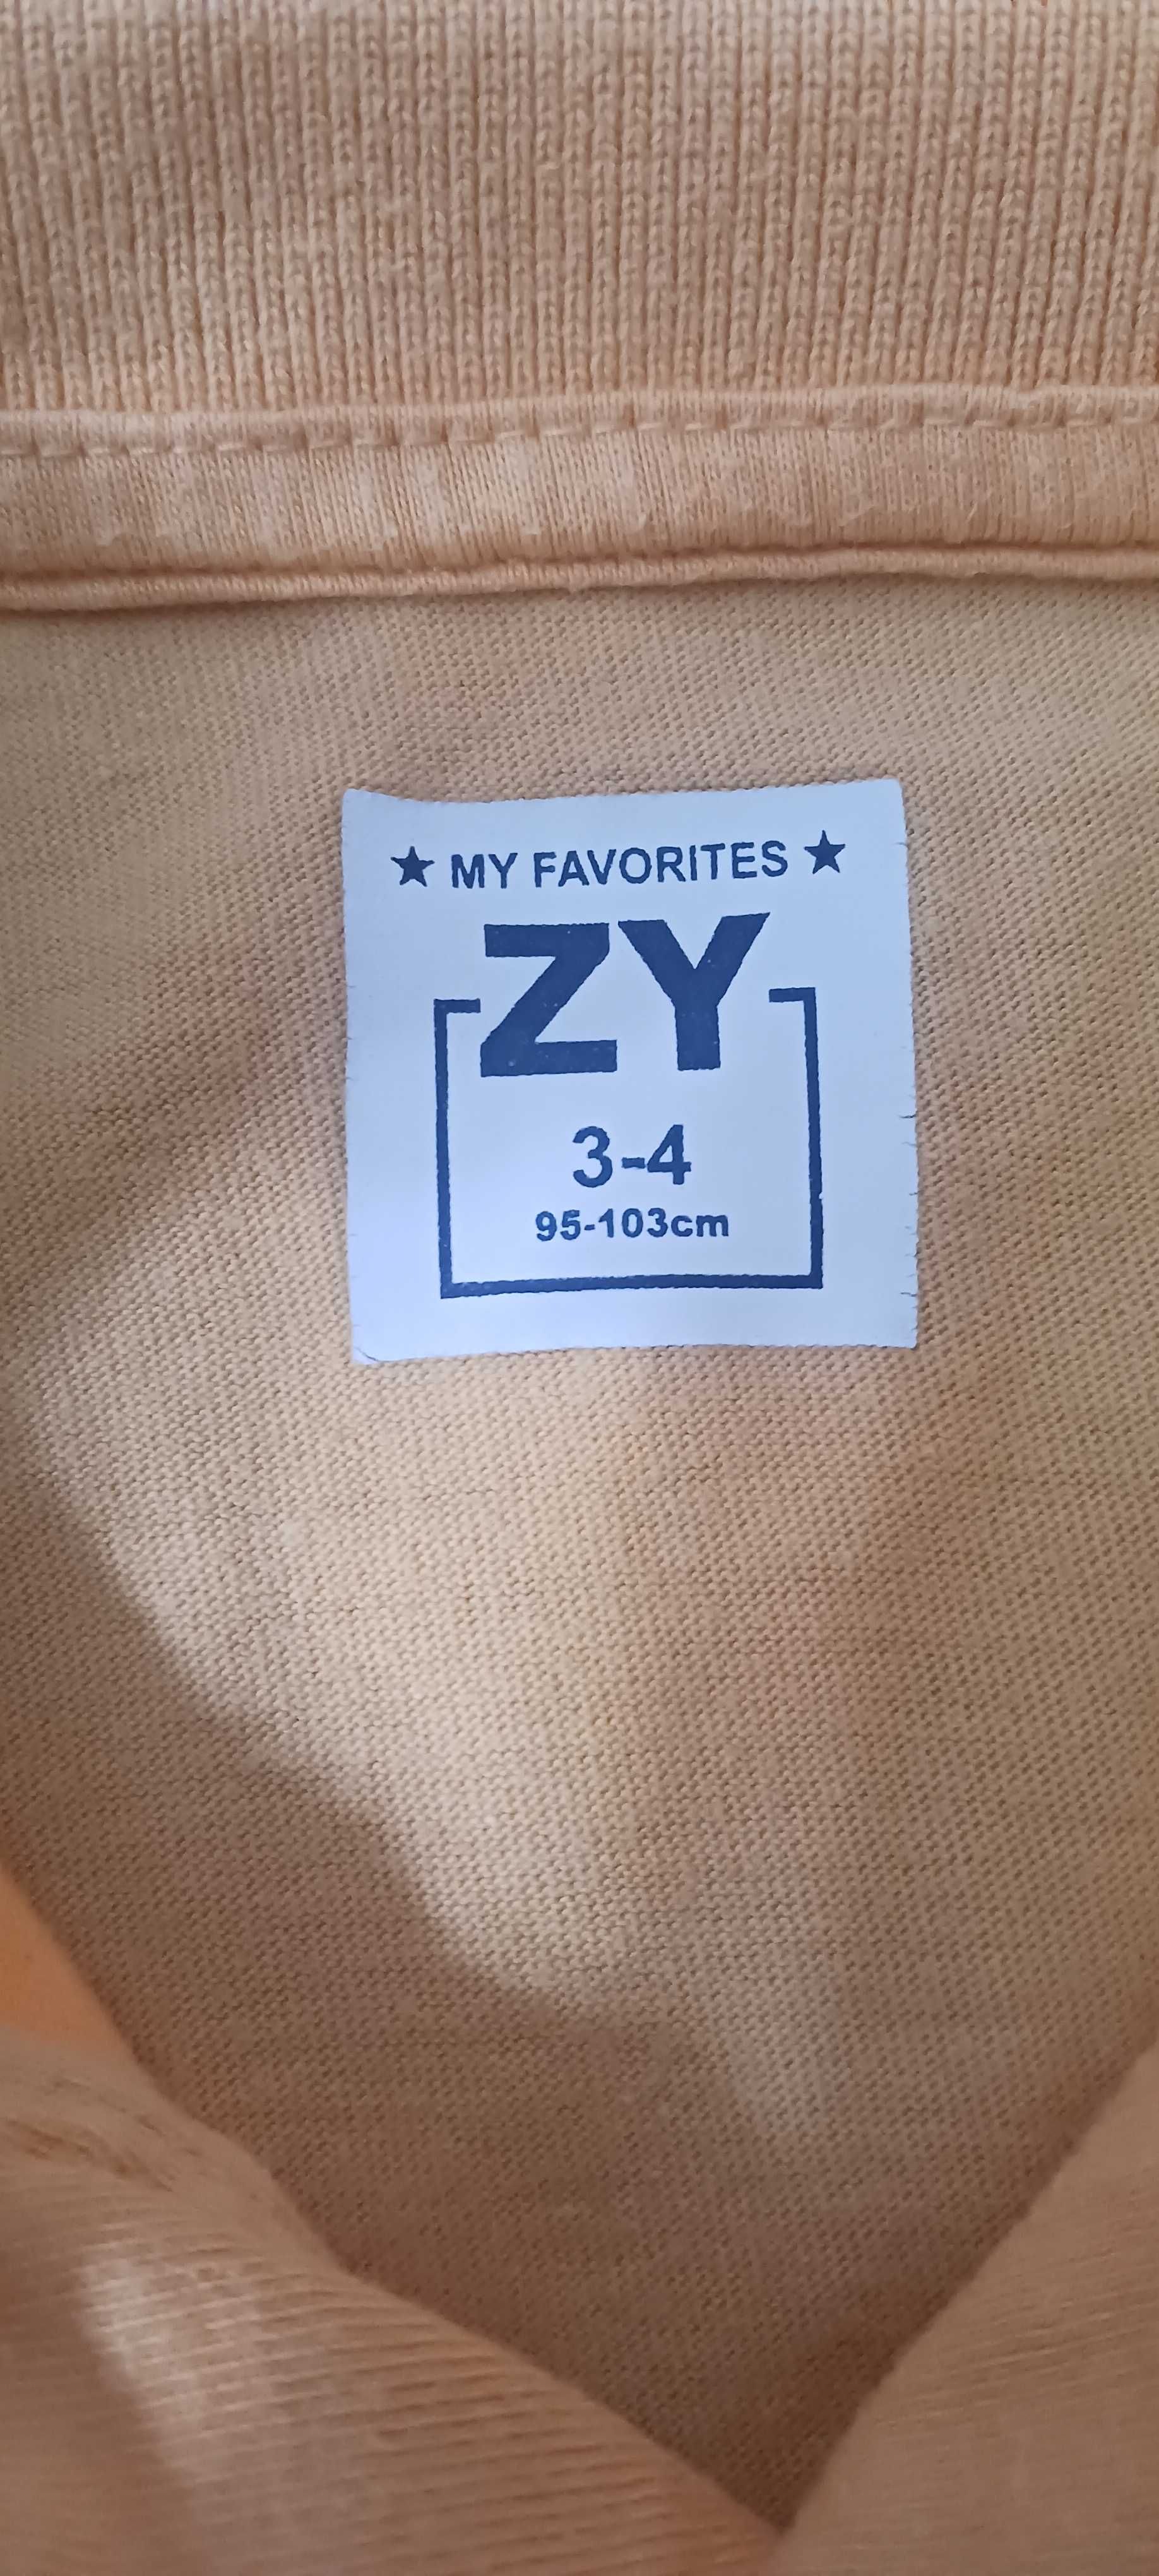 ★ MY FAVORITES ★
ZY
3-4
95-103cm